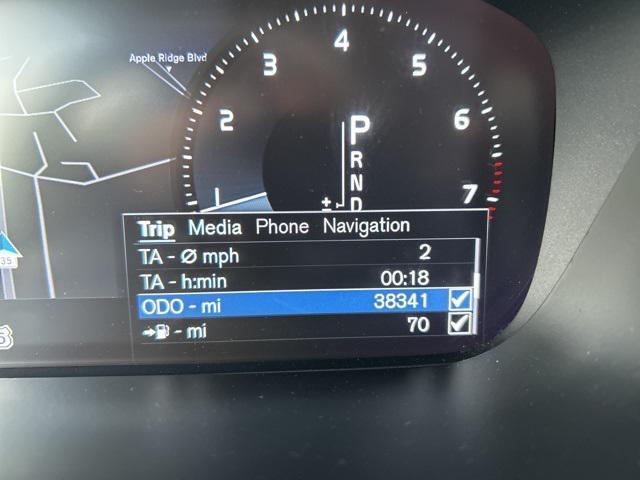 Apple Ridge Blvd
1
2
3
4
5
6
7
P
R
N
D
+
-
35
Trip Media Phone Navigation
TA - Ø mph 2
TA - h:min 00:18
ODO - mi 38341
- mi 70